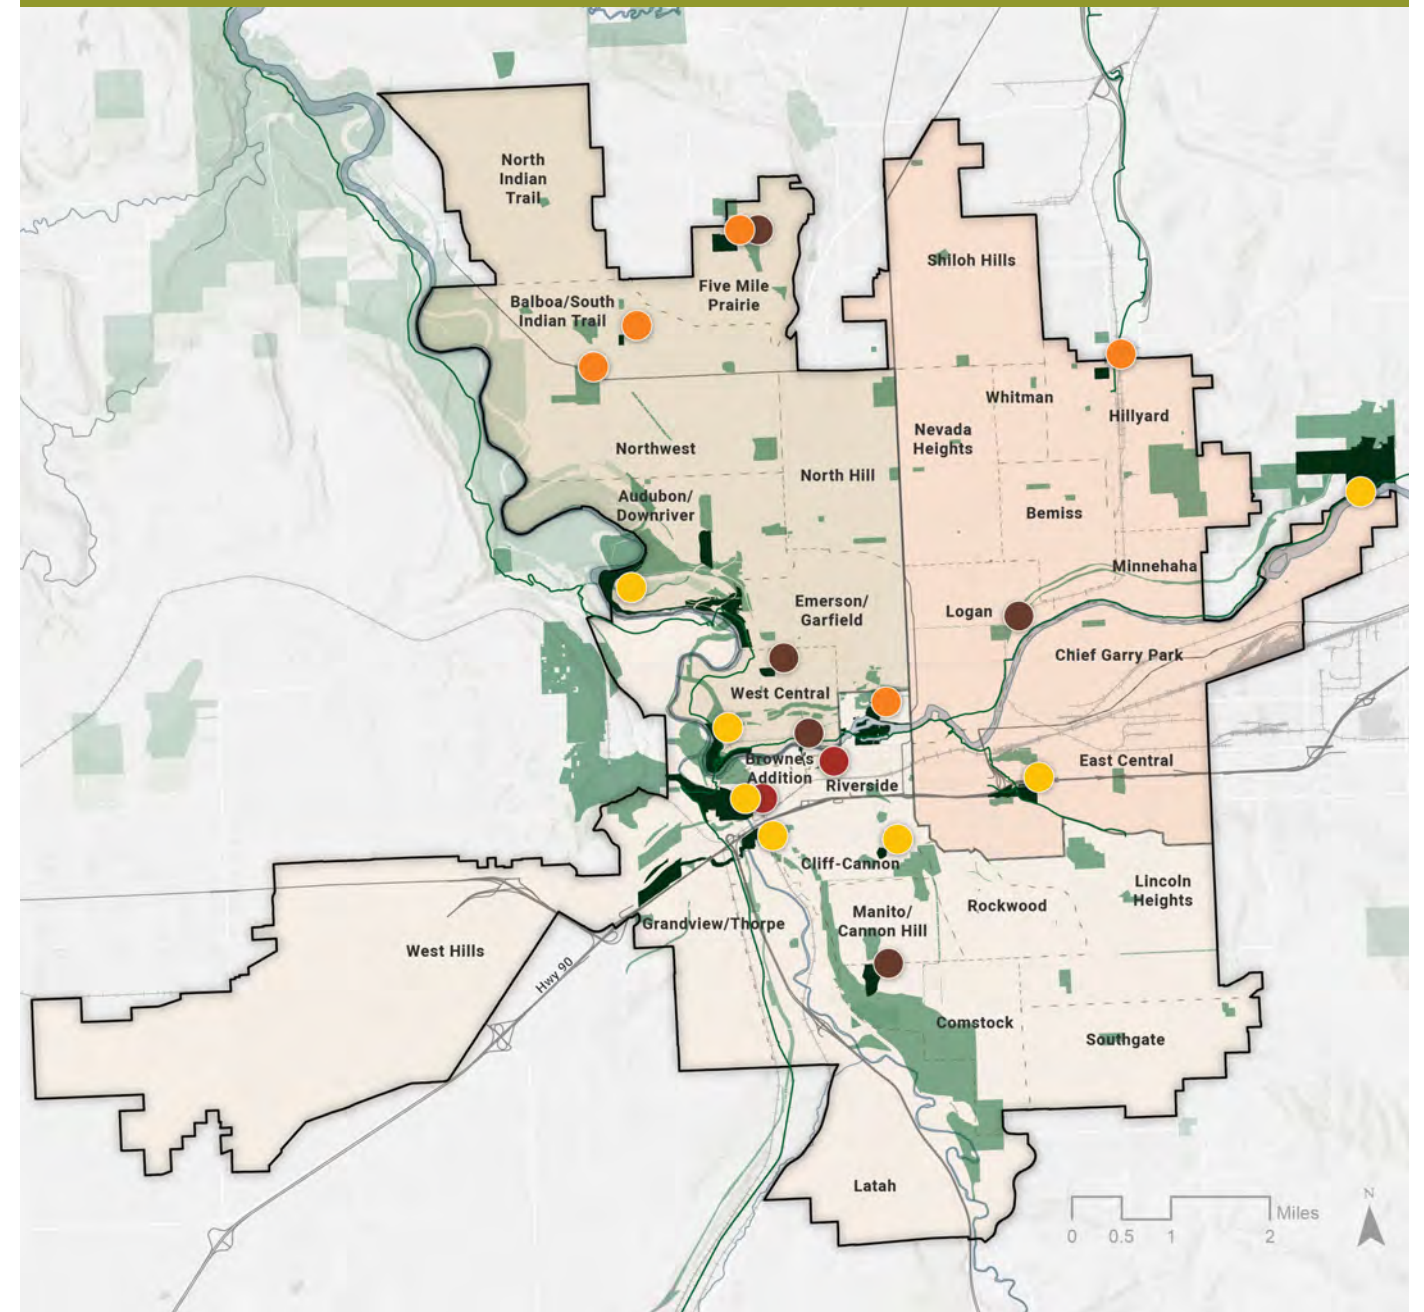 North
Indian
Trail
Shiloh Hills
Five Mile
Prairie
Balboa/South
Indian Trail
Whitman
Hillyard
Nevada
Heights
Northwest
North Hill
Audubon/
Downriver
Bemiss
Minnehaha
Emerson/
Garfield
Logan
Chief Garry Park
West Central
Browne's
Addition
Riverside
East Central
Cliff-Cannon
Lincoln
Heights
Rockwood
Manito/
Cannon Hill
Grandview/Thorpe
West Hills
Hwy 90
Comstock
Southgate
Latah
N
Miles
0 0.5 1 2